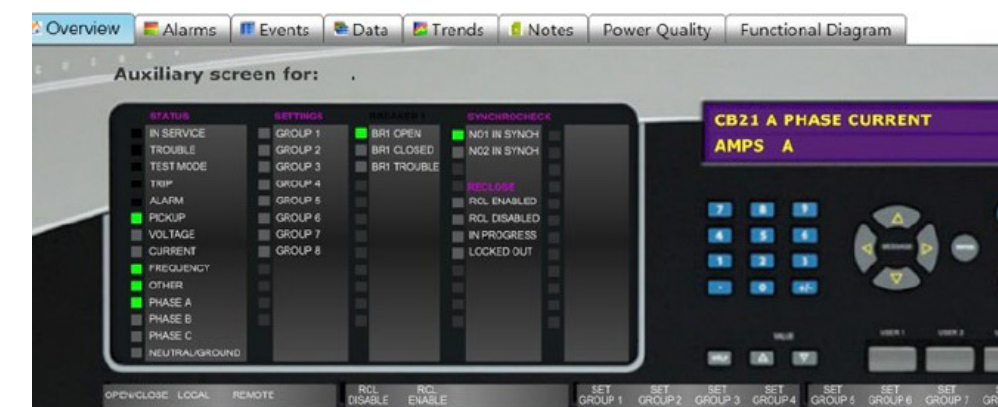 Overview
Alarms
Events
Data
Trends
Notes
Power Quality
Functional Diagram
Auxiliary screen for: .
STATUS
IN SERVICE
TROUBLE
TEST MODE
TRIP
ALARM
PICKUP
VOLTAGE
CURRENT
FREQUENCY
OTHER
PHASE A
PHASE B
PHASE C
NEUTRAL/GROUND
SETTINGS
GROUP 1
GROUP 2
GROUP 3
GROUP 4
GROUP 5
GROUP 6
GROUP 7
GROUP 8
BREAKER 1
BR1 OPEN
BR1 CLOSED
BR1 TROUBLE
SYNCHROCHECK
NO1 IN SYNCH
NO2 IN SYNCH
RECLOSE
RCL ENABLED
RCL DISABLED
IN PROGRESS
LOCKED OUT
CB21 A PHASE CURRENT
AMPS A
7 8 9
4 5 6
1 2 3
. 0 +/-
MESSAGE
VALUE
HELP
USER 1
USER 2
OPEN/CLOSE LOCAL REMOTE
RCL DISABLE
RCL ENABLE
SET GROUP 1
SET GROUP 2
SET GROUP 3
SET GROUP 4
SET GROUP 5
SET GROUP 6
SET GROUP 7